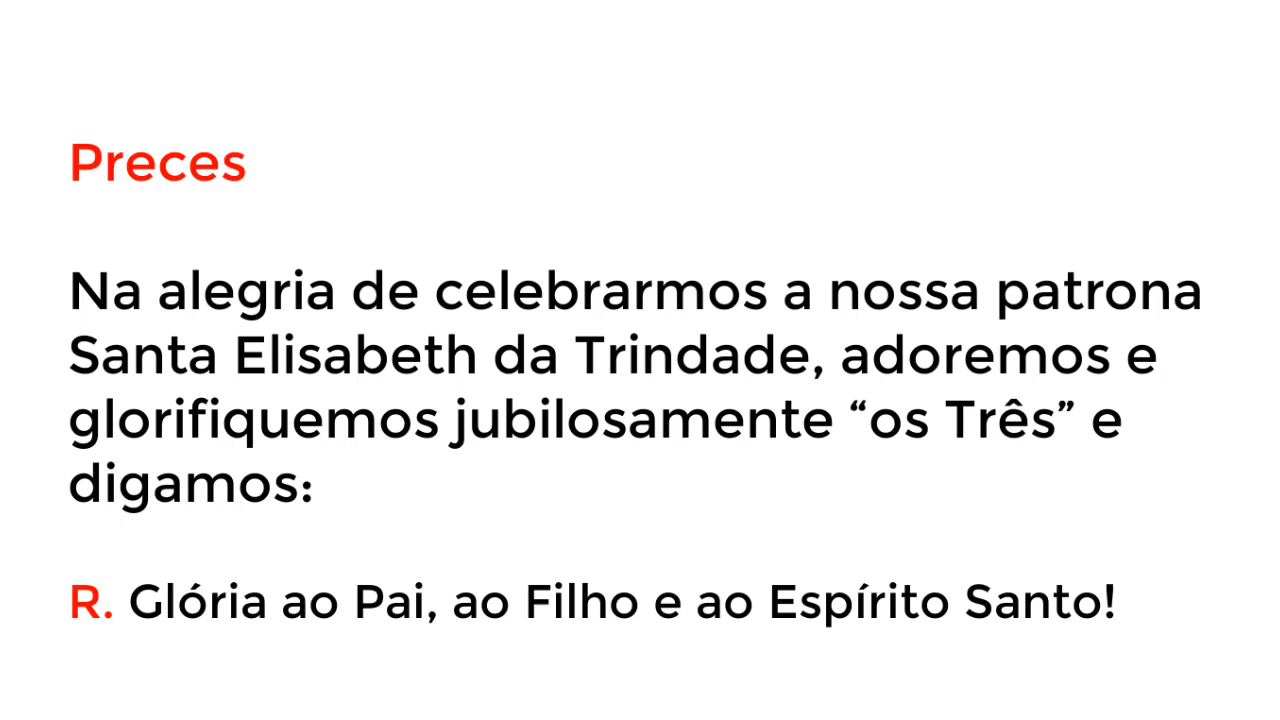 Preces
Na alegria de celebrarmos a nossa patrona
Santa Elisabeth da Trindade, adoremos e
glorifiquemos jubilosamente “os Três” e
digamos:
R. Glória ao Pai, ao Filho e ao Espírito Santo!